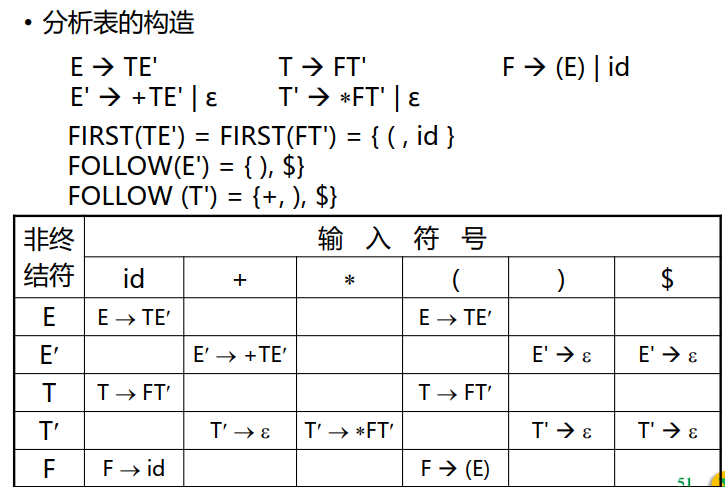 • 分析表的构造
E → TE' T → FT' F → (E) | id
E' → +TE' | ε T' → *FT' | ε
FIRST(TE') = FIRST(FT') = { ( , id }
FOLLOW(E') = { ), $}
FOLLOW (T') = {+, ), $}
非终结符 输 入 符 号
id + * ( ) $
E E → TE′ E → TE′
E′ E′ → +TE′ E' → ε E' → ε
T T → FT′ T → FT′
T′ T′ → ε T′ → *FT′ T' → ε T' → ε
F F → id F → (E)
51